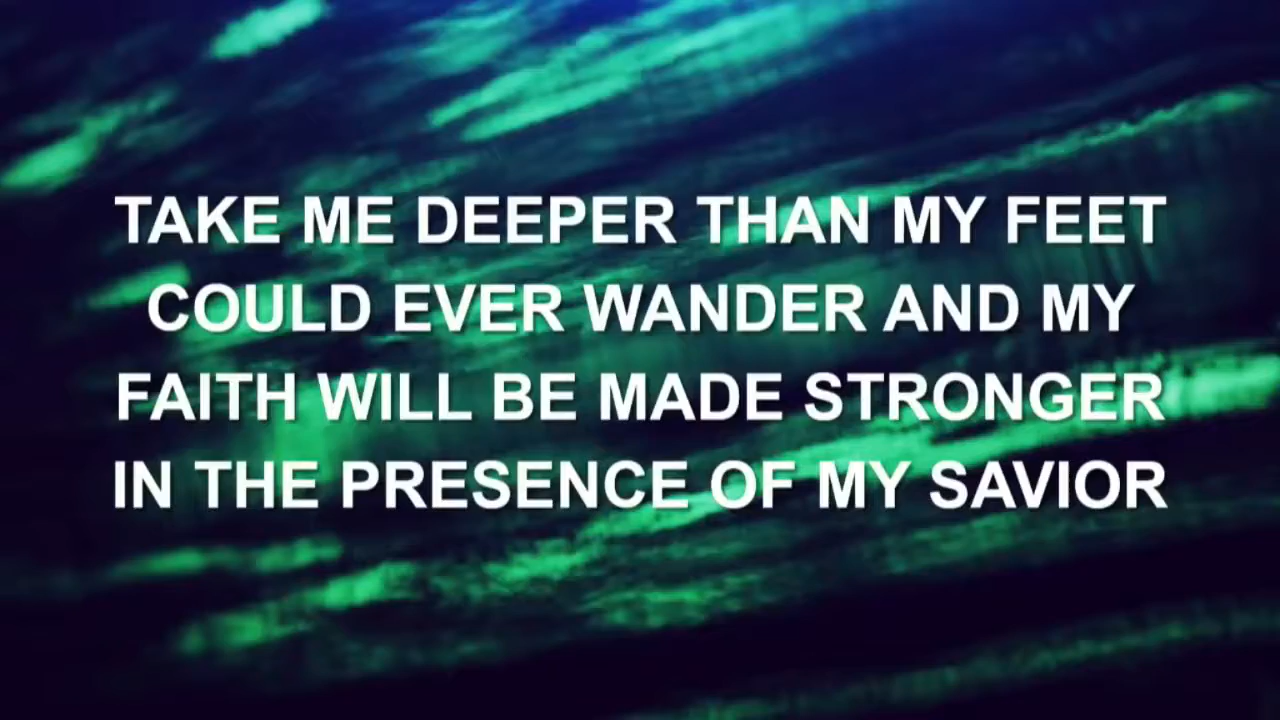 TAKE ME DEEPER THAN MY FEET
COULD EVER WANDER AND MY
FAITH WILL BE MADE STRONGER
IN THE PRESENCE OF MY SAVIOR